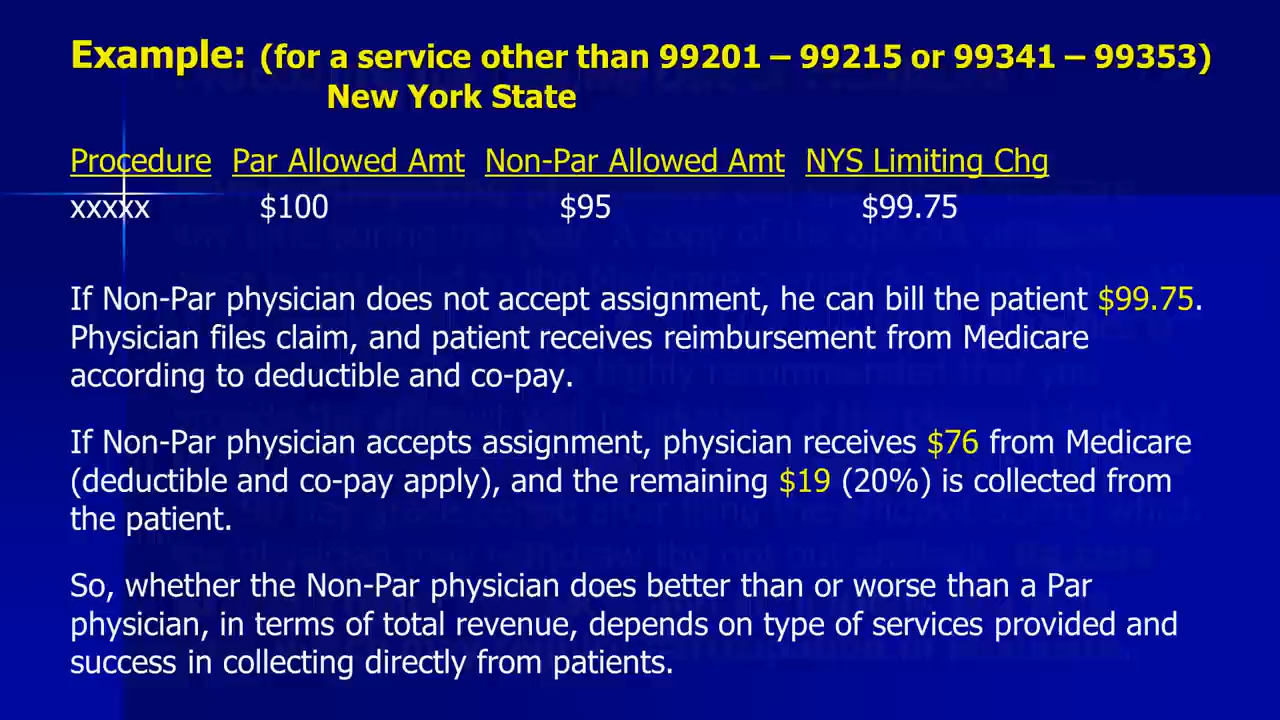 Example: (for a service other than 99201 – 99215 or 99341 – 99353)
New York State
Procedure Par Allowed Amt Non-Par Allowed Amt NYS Limiting Chg
xxxxx $100 $95 $99.75
If Non-Par physician does not accept assignment, he can bill the patient $99.75.
Physician files claim, and patient receives reimbursement from Medicare
according to deductible and co-pay.
If Non-Par physician accepts assignment, physician receives $76 from Medicare
(deductible and co-pay apply), and the remaining $19 (20%) is collected from
the patient.
So, whether the Non-Par physician does better than or worse than a Par
physician, in terms of total revenue, depends on type of services provided and
success in collecting directly from patients.